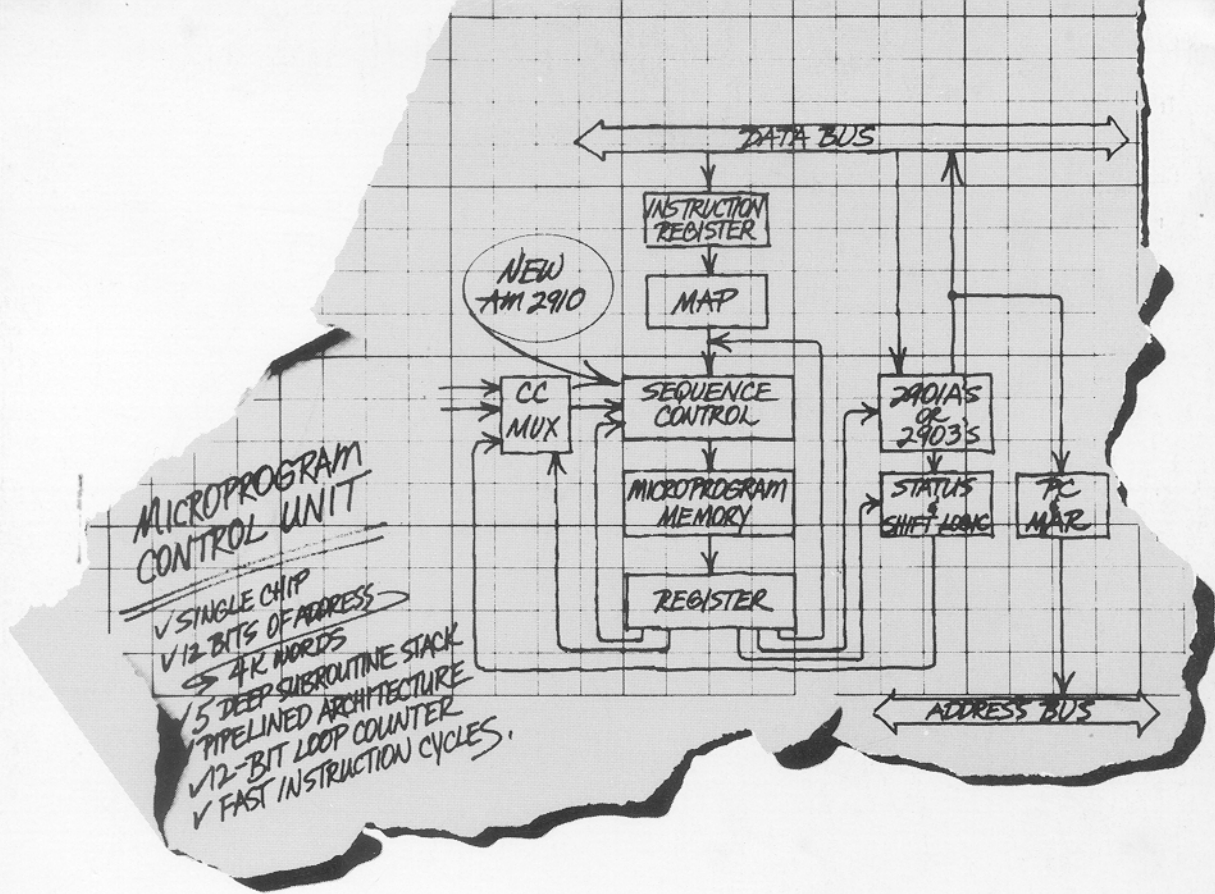 DATA BUS
INSTRUCTION
REGISTER
NEW
AM 2910
MAP
CC
MUX
SEQUENCE
CONTROL
2901A'S
OR
2903'S
MICROPROGRAM
MEMORY
STATUS
&
SHIFT LOGIC
PC
&
MAR
REGISTER
ADDRESS BUS
MICROPROGRAM
CONTROL UNIT
✓ SINGLE CHIP
✓ 12 BITS OF ADDRESS
4K WORDS
✓ 5 DEEP SUBROUTINE STACK
✓ PIPELINED ARCHITECTURE
✓ 12-BIT LOOP COUNTER
✓ FAST INSTRUCTION CYCLES.